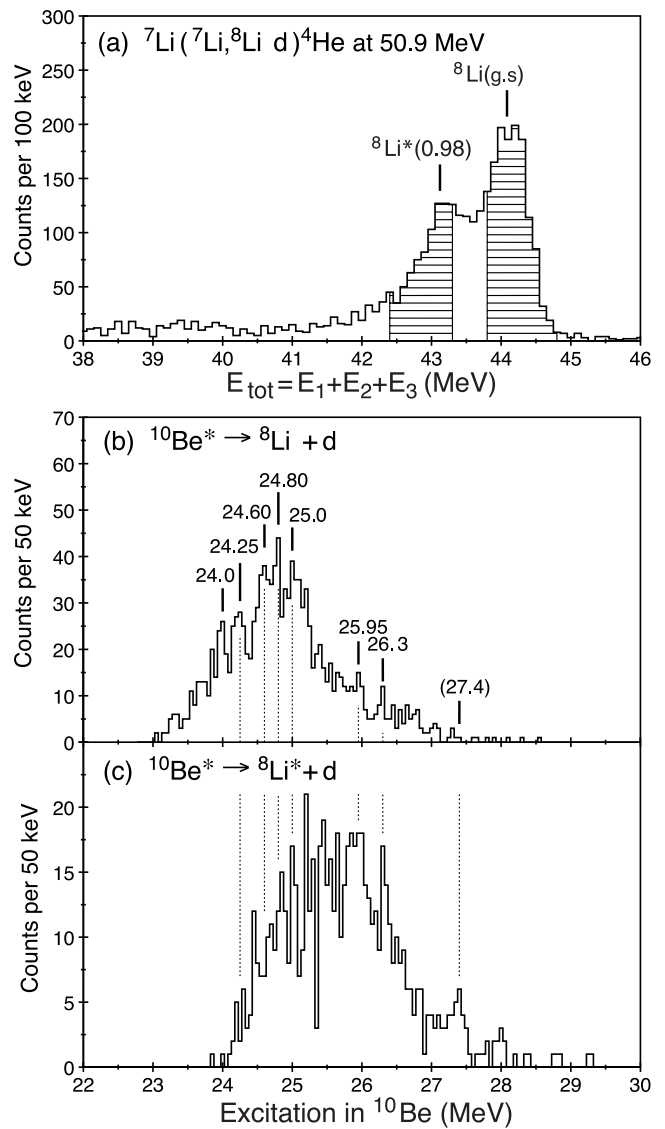 (a) ⁷Li(⁷Li,⁸Li d)⁴He at 50.9 MeV
⁸Li(g.s)
⁸Li*(0.98)
Counts per 100 keV
300
250
200
150
100
50
0
38 39 40 41 42 43 44 45 46
E_tot = E₁+E₂+E₃ (MeV)
(b) ¹⁰Be* → ⁸Li + d
24.80
24.60 25.0
24.25
24.0
25.95
26.3
(27.4)
Counts per 50 keV
70
60
50
40
30
20
10
0
(c) ¹⁰Be* → ⁸Li* + d
Counts per 50 keV
20
15
10
5
0
22 23 24 25 26 27 28 29 30
Excitation in ¹⁰Be (MeV)